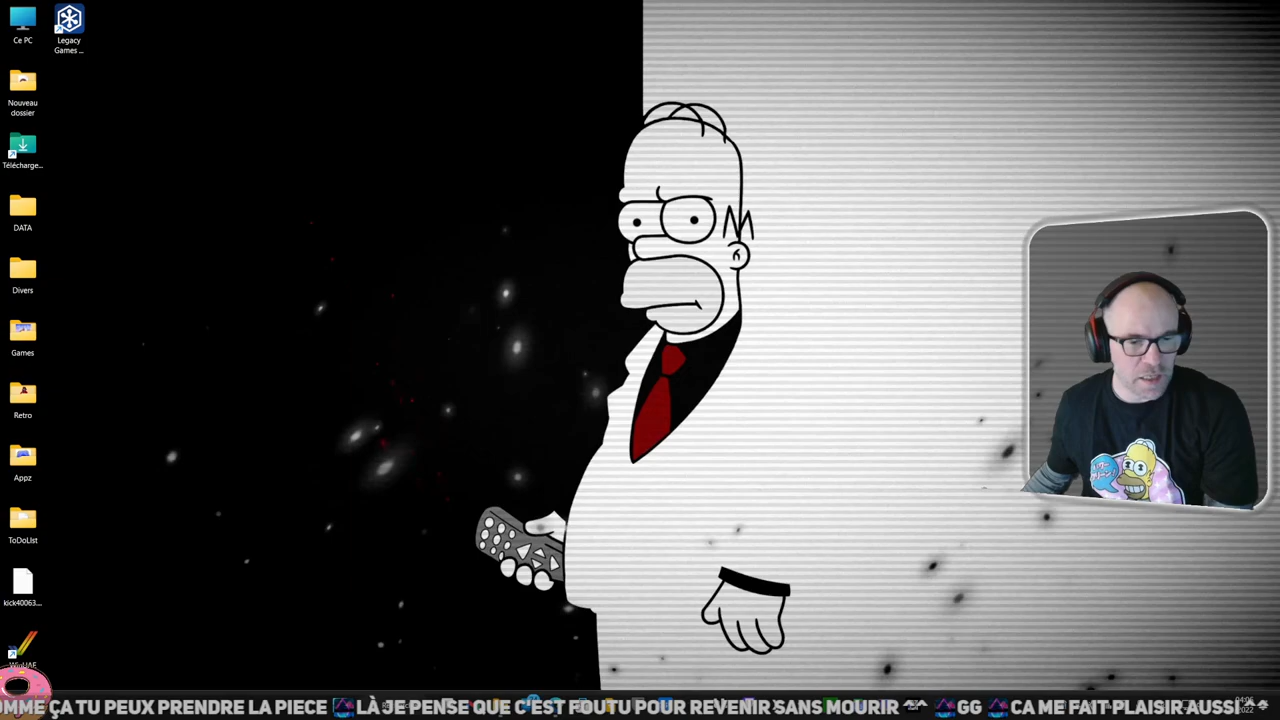 Ce PC
Legacy
Games ...
Nouveau
dossier
Télécharge...
DATA
Divers
Games
Retro
Appz
ToDoList
kick40063...
WinUAE
OMME ÇA TU PEUX PRENDRE LA PIECE LÀ JE PENSE QUE C'EST FOUTU POUR REVENIR SANS MOURIR ^^ GG CA ME FAIT PLAISIR AUSSI